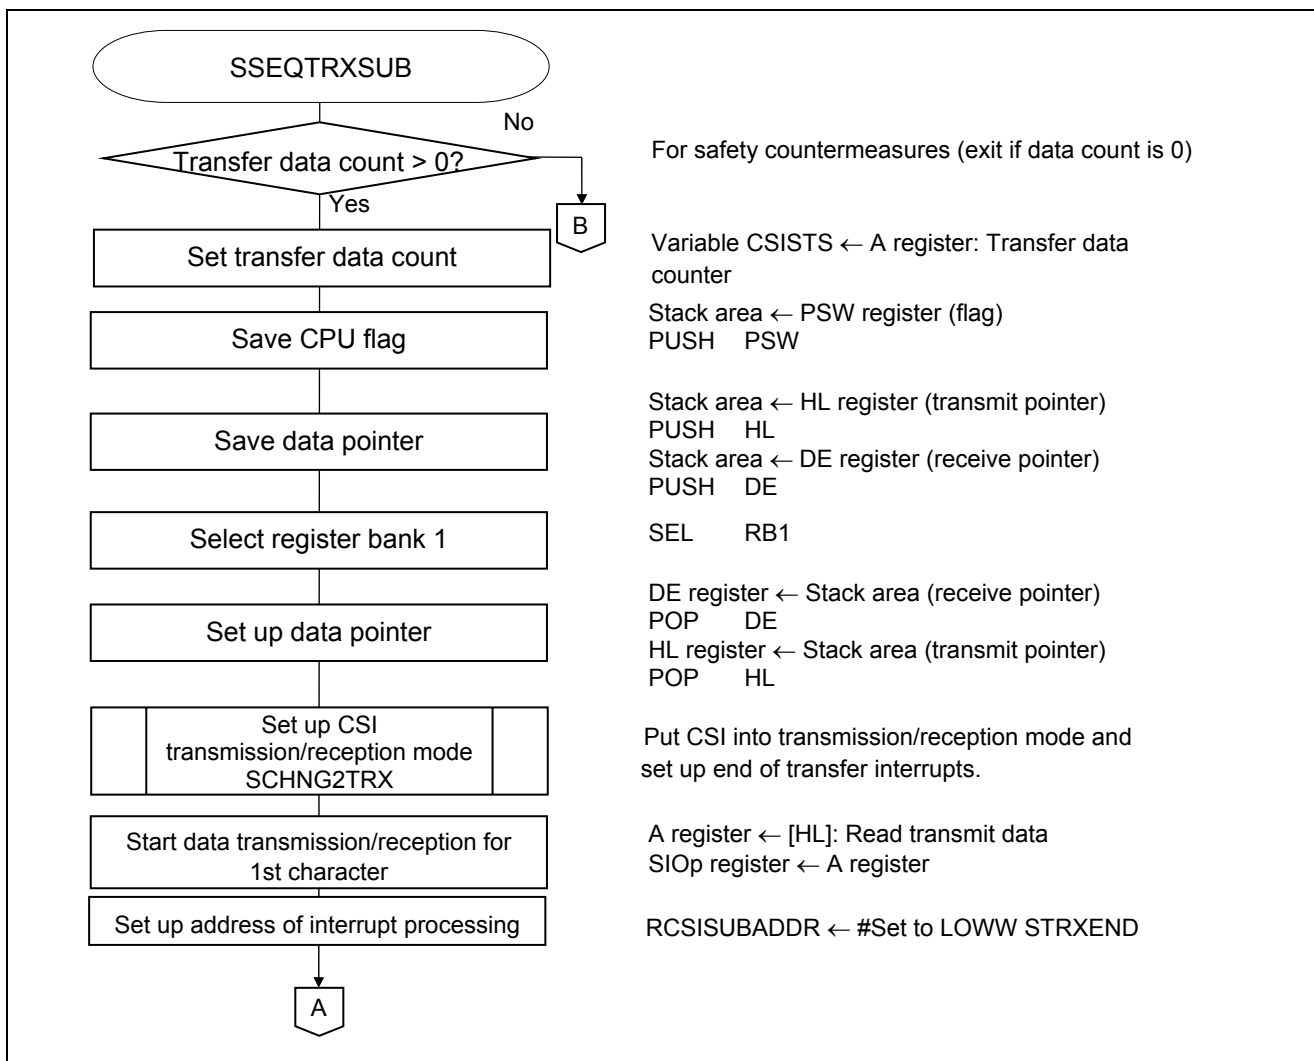 SSEQTRXSUB
No
Transfer data count > 0?
For safety countermeasures (exit if data count is 0)
Yes
B
Set transfer data count
Variable CSISTS ← A register: Transfer data
counter
Save CPU flag
Stack area ← PSW register (flag)
PUSH PSW
Save data pointer
Stack area ← HL register (transmit pointer)
PUSH HL
Stack area ← DE register (receive pointer)
PUSH DE
Select register bank 1
SEL RB1
Set up data pointer
DE register ← Stack area (receive pointer)
POP DE
HL register ← Stack area (transmit pointer)
POP HL
Set up CSI
transmission/reception mode
SCHNG2TRX
Put CSI into transmission/reception mode and
set up end of transfer interrupts.
Start data transmission/reception for
1st character
A register ← [HL]: Read transmit data
SIOp register ← A register
Set up address of interrupt processing
RCSISUBADDR ← #Set to LOWW STRXEND
A